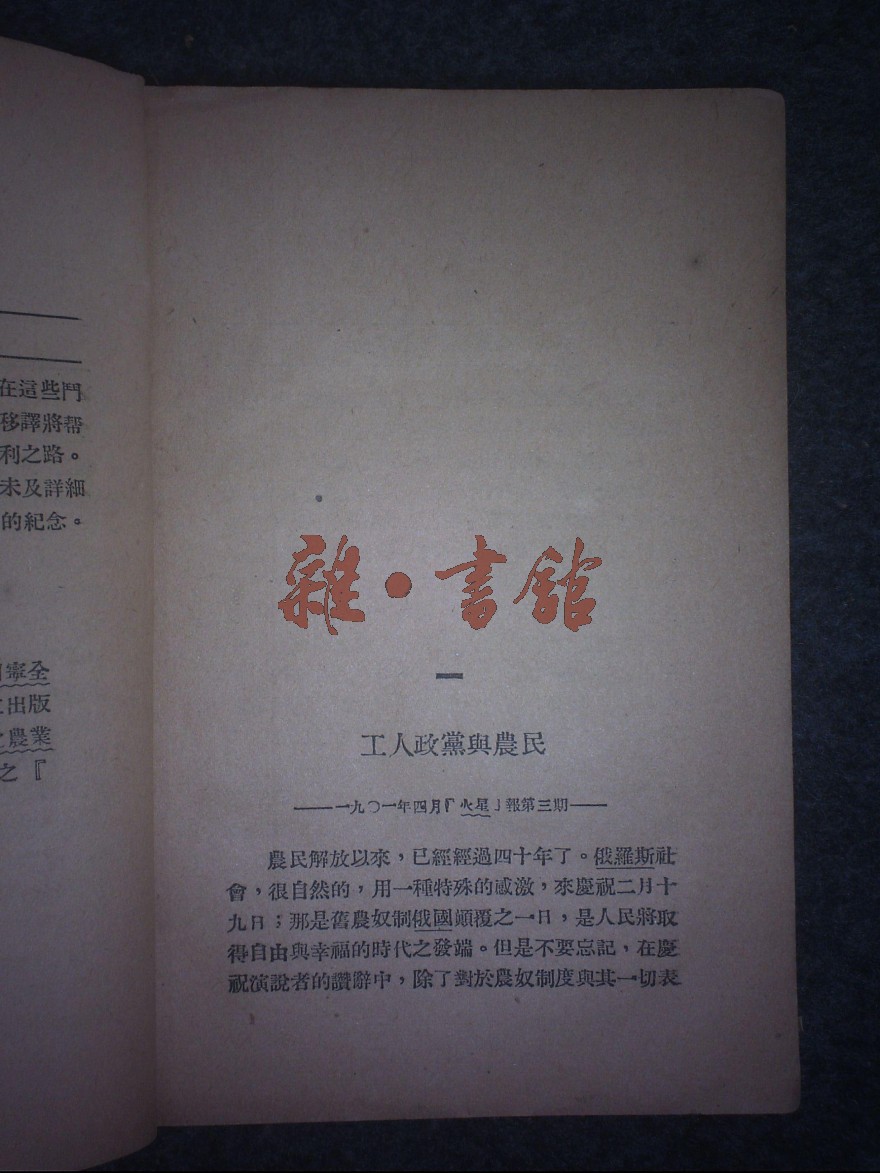 在這些鬥
移譯將帮
利之路。
未及詳細
的紀念。
寧全
出版
農業
之『
雜·書館
一
工人政黨與農民
——一九〇一年四月『火星』報第三期——
農民解放以來，已經經過四十年了。俄羅斯社
會，很自然的，用一種特殊的感激，來慶祝二月十
九日；那是舊農奴制俄國顚覆之一日，是人民將取
得自由與幸福的時代之發端。但是不要忘記，在慶
祝演說者的讚辭中，除了對於農奴制度與其一切表